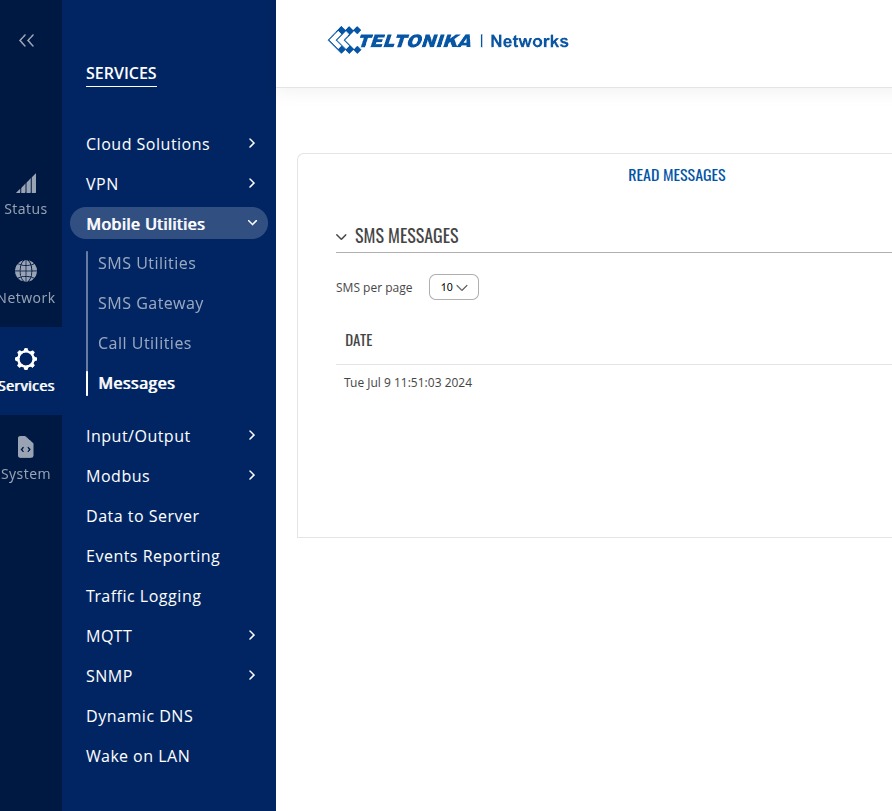 TELTONIKA | Networks
SERVICES
Cloud Solutions
VPN
Mobile Utilities
SMS Utilities
SMS Gateway
Call Utilities
Messages
Input/Output
Modbus
Data to Server
Events Reporting
Traffic Logging
MQTT
SNMP
Dynamic DNS
Wake on LAN
Status
Network
Services
System
READ MESSAGES
SMS MESSAGES
SMS per page 10
DATE
Tue Jul 9 11:51:03 2024